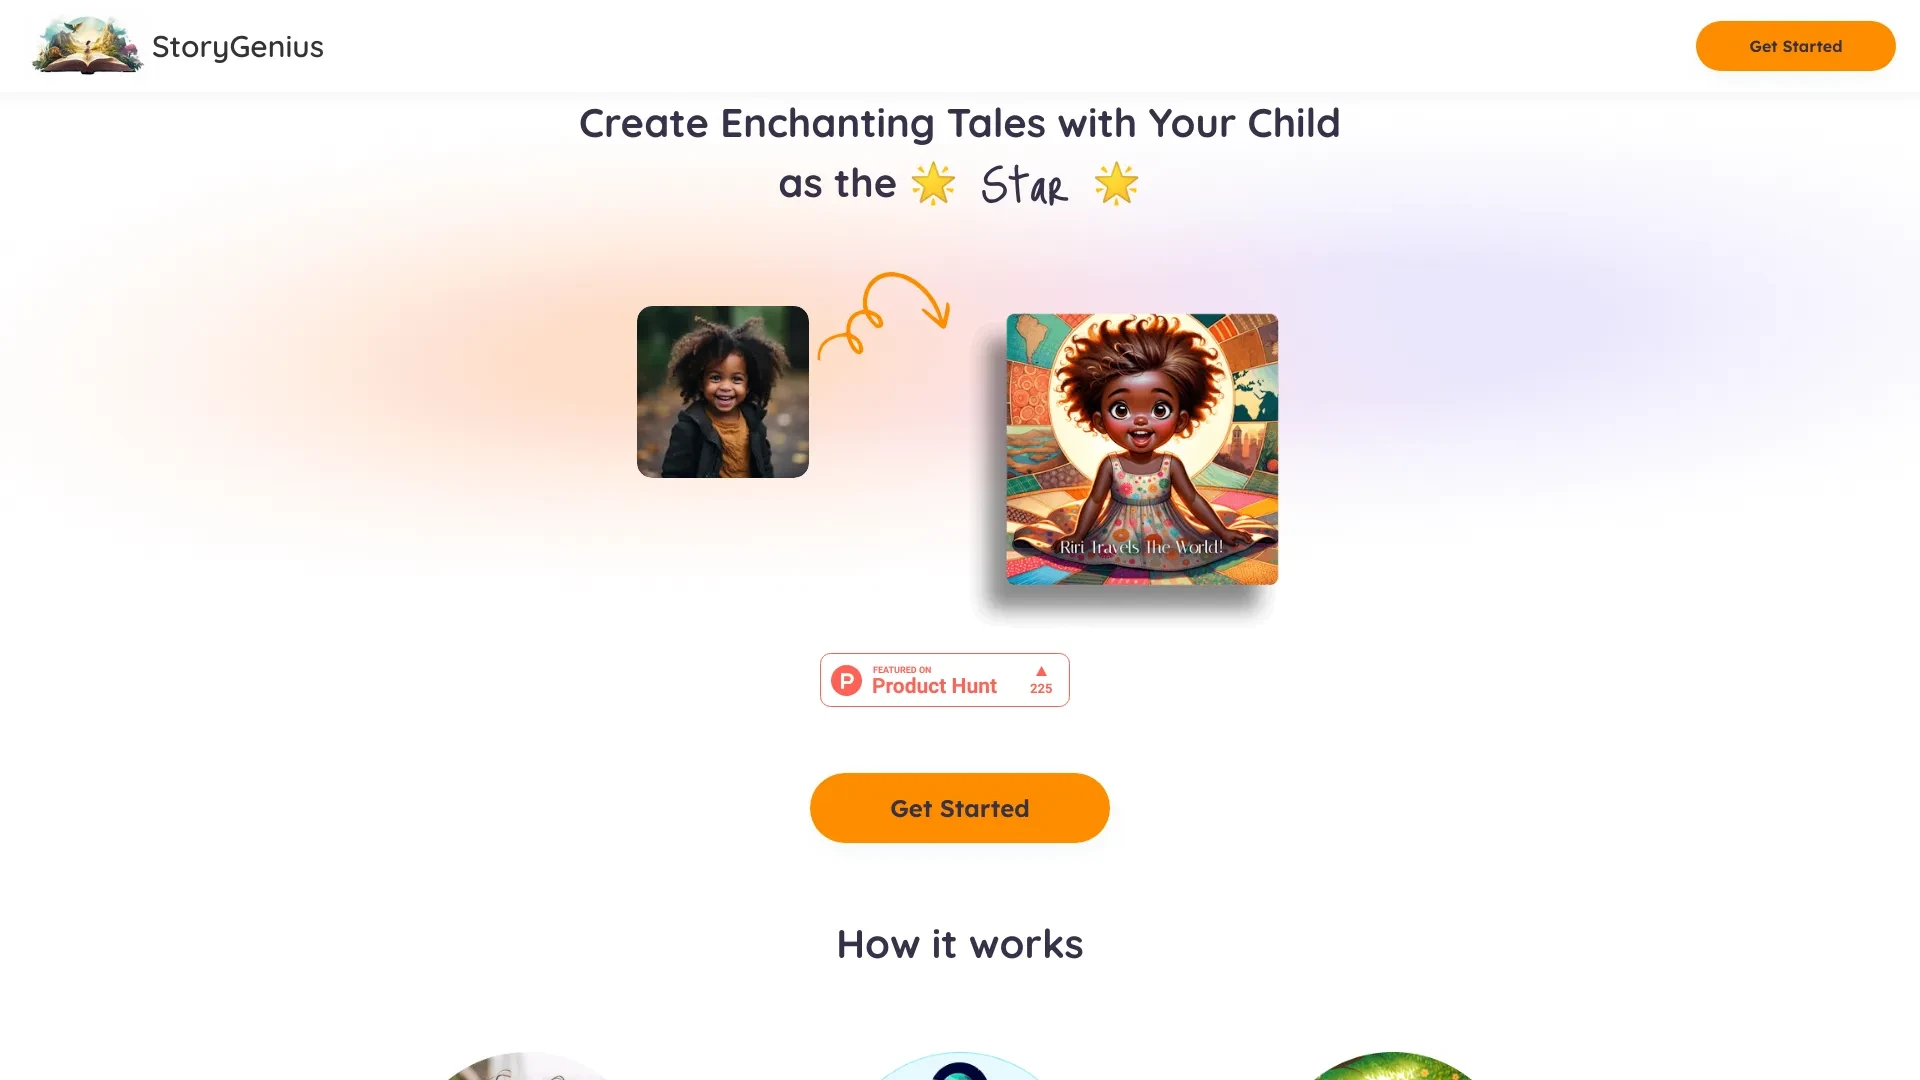 StoryGenius
Get Started
Create Enchanting Tales with Your Child
as the 🌟 Star 🌟
Riri Travels The World!
P
FEATURED ON
Product Hunt
▲
225
Get Started
How it works